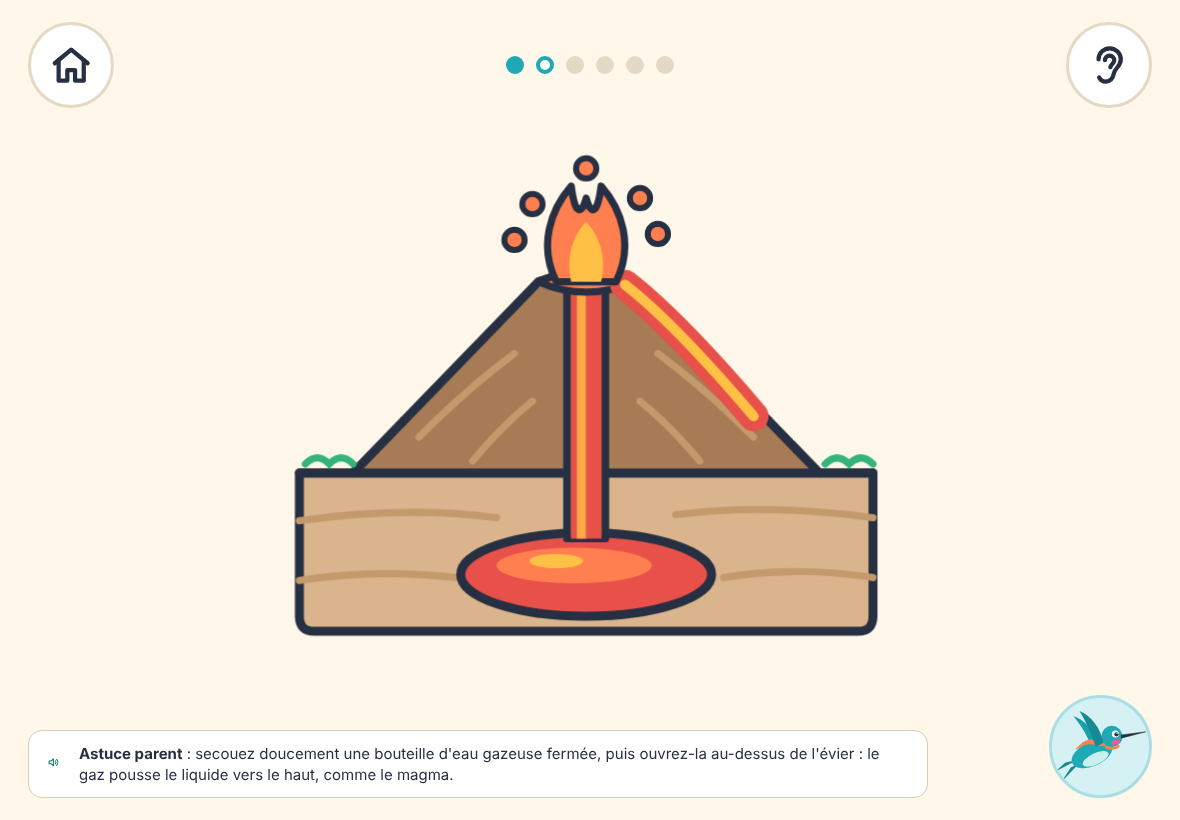 Astuce parent : secouez doucement une bouteille d'eau gazeuse fermée, puis ouvrez-la au-dessus de l'évier : le
gaz pousse le liquide vers le haut, comme le magma.